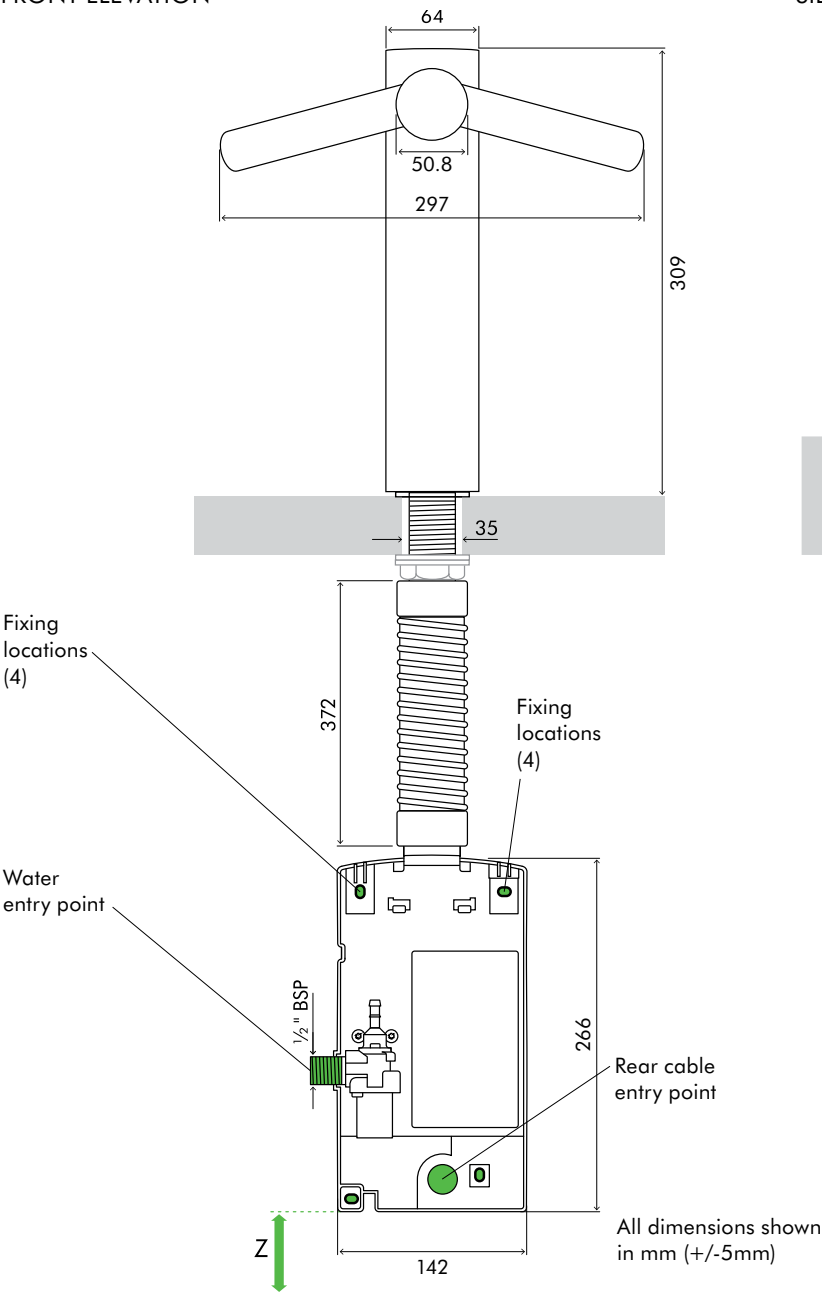 FRONT ELEVATION
64
50.8
297
309
35
Fixing
locations
(4)
372
Fixing
locations
(4)
Water
entry point
½" BSP
266
Rear cable
entry point
Z
142
All dimensions shown
in mm (+/-5mm)